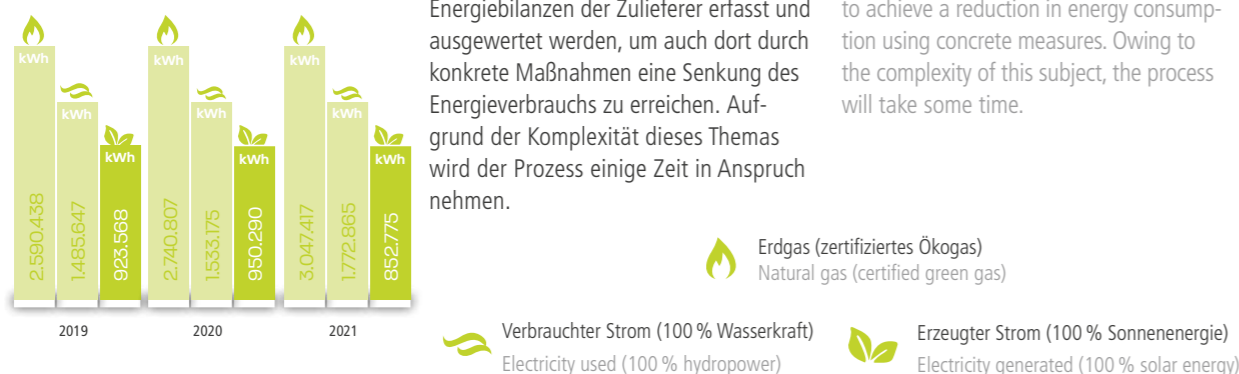 kWh
kWh
kWh
2.590.438
1.485.647
923.568
2019
kWh
kWh
kWh
2.740.807
1.533.175
950.290
2020
kWh
kWh
kWh
3.047.417
1.772.865
852.775
2021
Energiebilanzen der Zulieferer erfasst und
ausgewertet werden, um auch dort durch
konkrete Maßnahmen eine Senkung des
Energieverbrauchs zu erreichen. Auf-
grund der Komplexität dieses Themas
wird der Prozess einige Zeit in Anspruch
nehmen.
to achieve a reduction in energy consump-
tion using concrete measures. Owing to
the complexity of this subject, the process
will take some time.
Erdgas (zertifiziertes Ökogas)
Natural gas (certified green gas)
Verbrauchter Strom (100 % Wasserkraft)
Electricity used (100 % hydropower)
Erzeugter Strom (100 % Sonnenenergie)
Electricity generated (100 % solar energy)